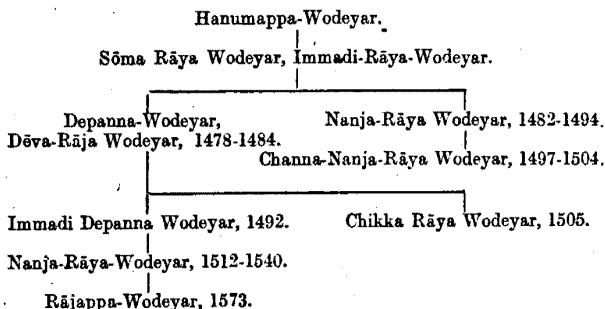 Hanumappa-Wodeyar.
Sōma Rāya Wodeyar, Immadi-Rāya-Wodeyar.
Depanna-Wodeyar,
Dēva-Rāja Wodeyar, 1478-1484.
Nanja-Rāya Wodeyar, 1482-1494.
Channa-Nanja-Rāya Wodeyar, 1497-1504.
Immadi Depanna Wodeyar, 1492.
Chikka Rāya Wodeyar, 1505.
Nanja-Rāya-Wodeyar, 1512-1540.
Rājappa-Wodeyar, 1573.